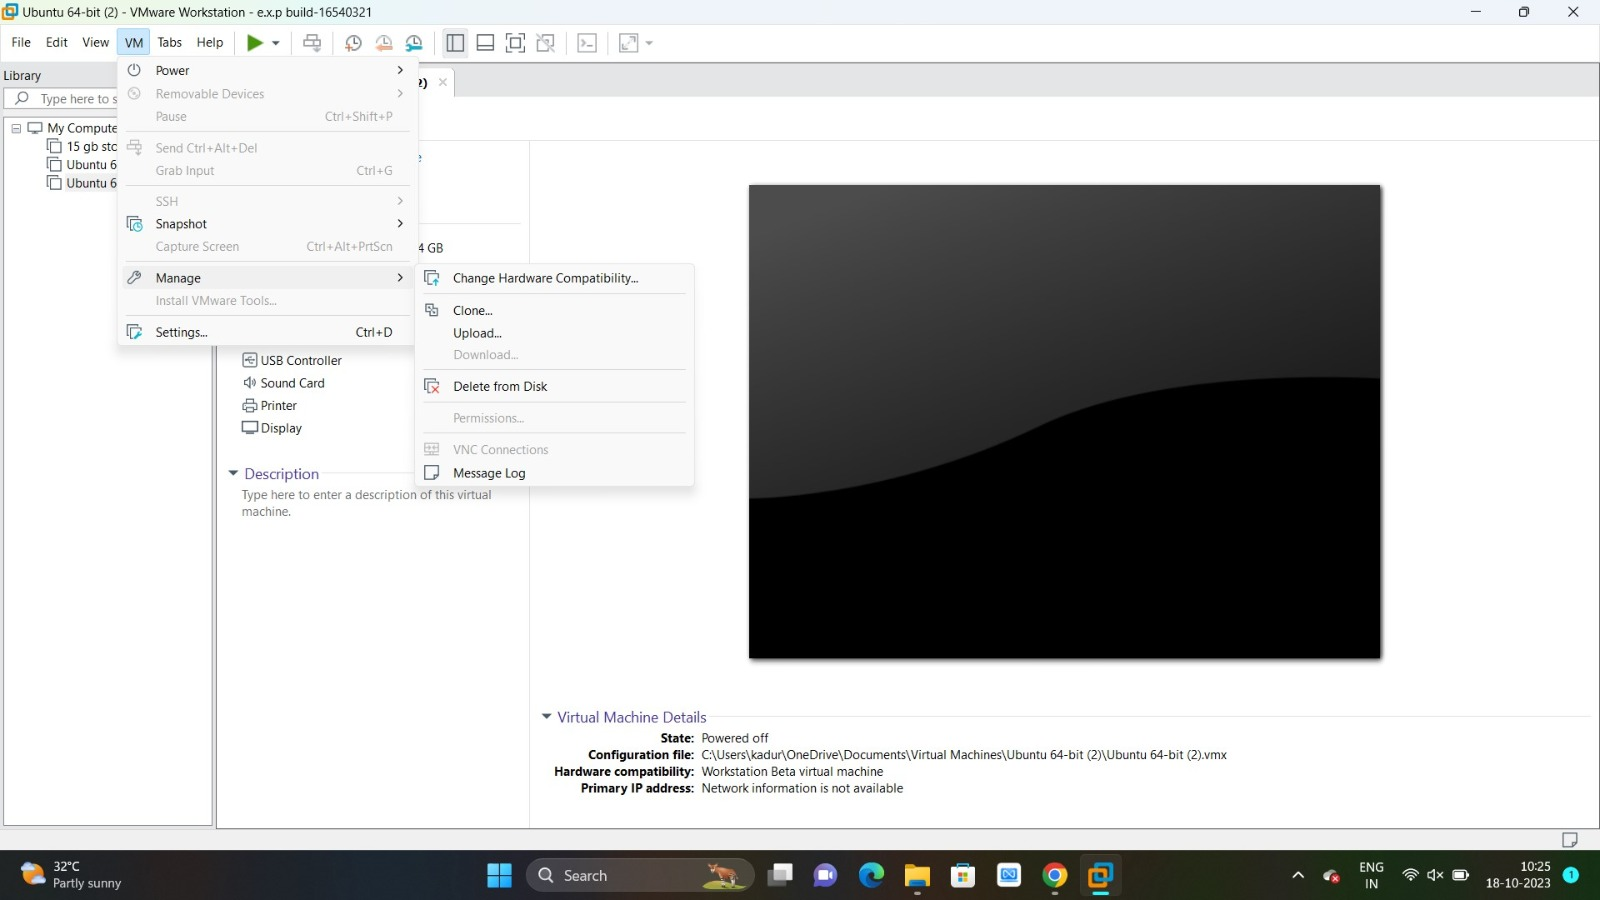 Ubuntu 64-bit (2) - VMware Workstation - e.x.p build-16540321
File Edit View VM Tabs Help
Library
Type here to s
My Compute
15 gb sto
Ubuntu 6
Ubuntu 6
2)
Power
Removable Devices
Pause Ctrl+Shift+P
Send Ctrl+Alt+Del
Grab Input Ctrl+G
SSH
Snapshot
Capture Screen Ctrl+Alt+PrtScn
Manage
Install VMware Tools...
Settings... Ctrl+D
e
4 GB
Change Hardware Compatibility...
Clone...
Upload...
Download...
Delete from Disk
Permissions...
VNC Connections
Message Log
USB Controller
Sound Card
Printer
Display
Description
Type here to enter a description of this virtual
machine.
Virtual Machine Details
State: Powered off
Configuration file: C:\Users\kadur\OneDrive\Documents\Virtual Machines\Ubuntu 64-bit (2)\Ubuntu 64-bit (2).vmx
Hardware compatibility: Workstation Beta virtual machine
Primary IP address: Network information is not available
32°C
Partly sunny
Search
ENG
IN
10:25
18-10-2023
1